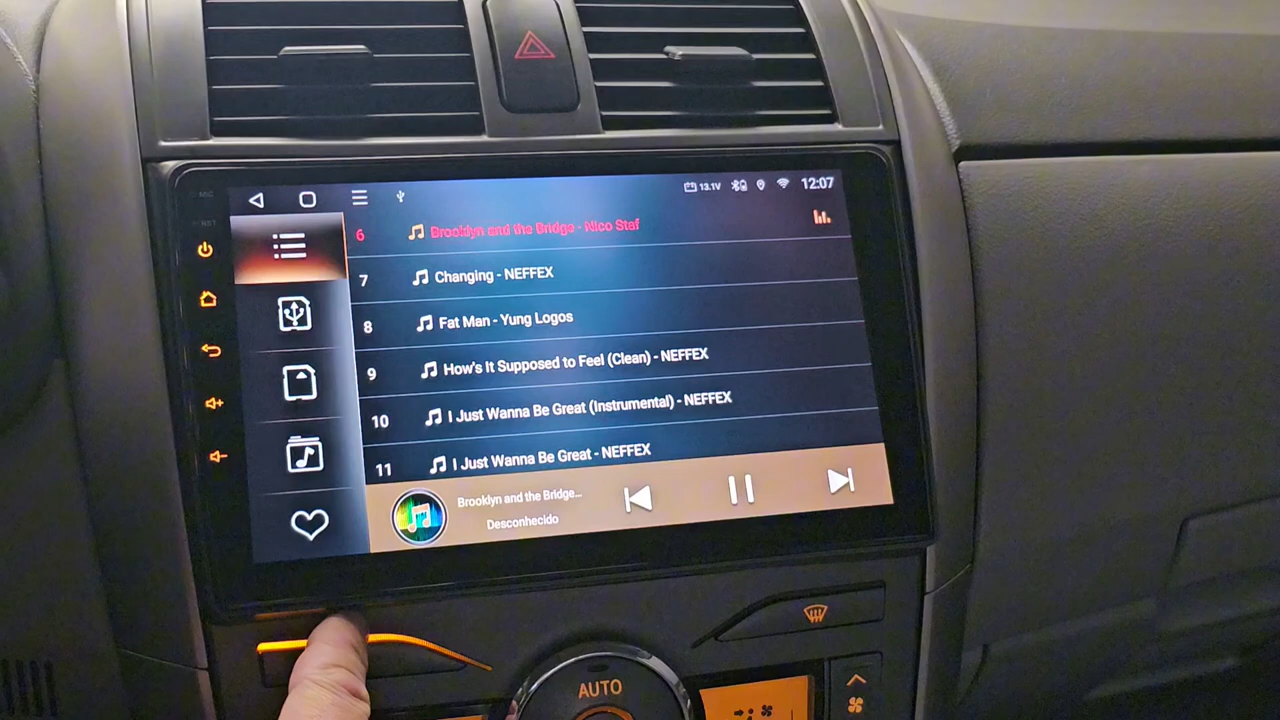 MIC
13.1V
12:07
RST
6 Brooklyn and the Bridge - Nico Staf
7 Changing - NEFFEX
8 Fat Man - Yung Logos
9 How's It Supposed to Feel (Clean) - NEFFEX
10 I Just Wanna Be Great (Instrumental) - NEFFEX
11 I Just Wanna Be Great - NEFFEX
Brooklyn and the Bridge...
Desconhecido
AUTO